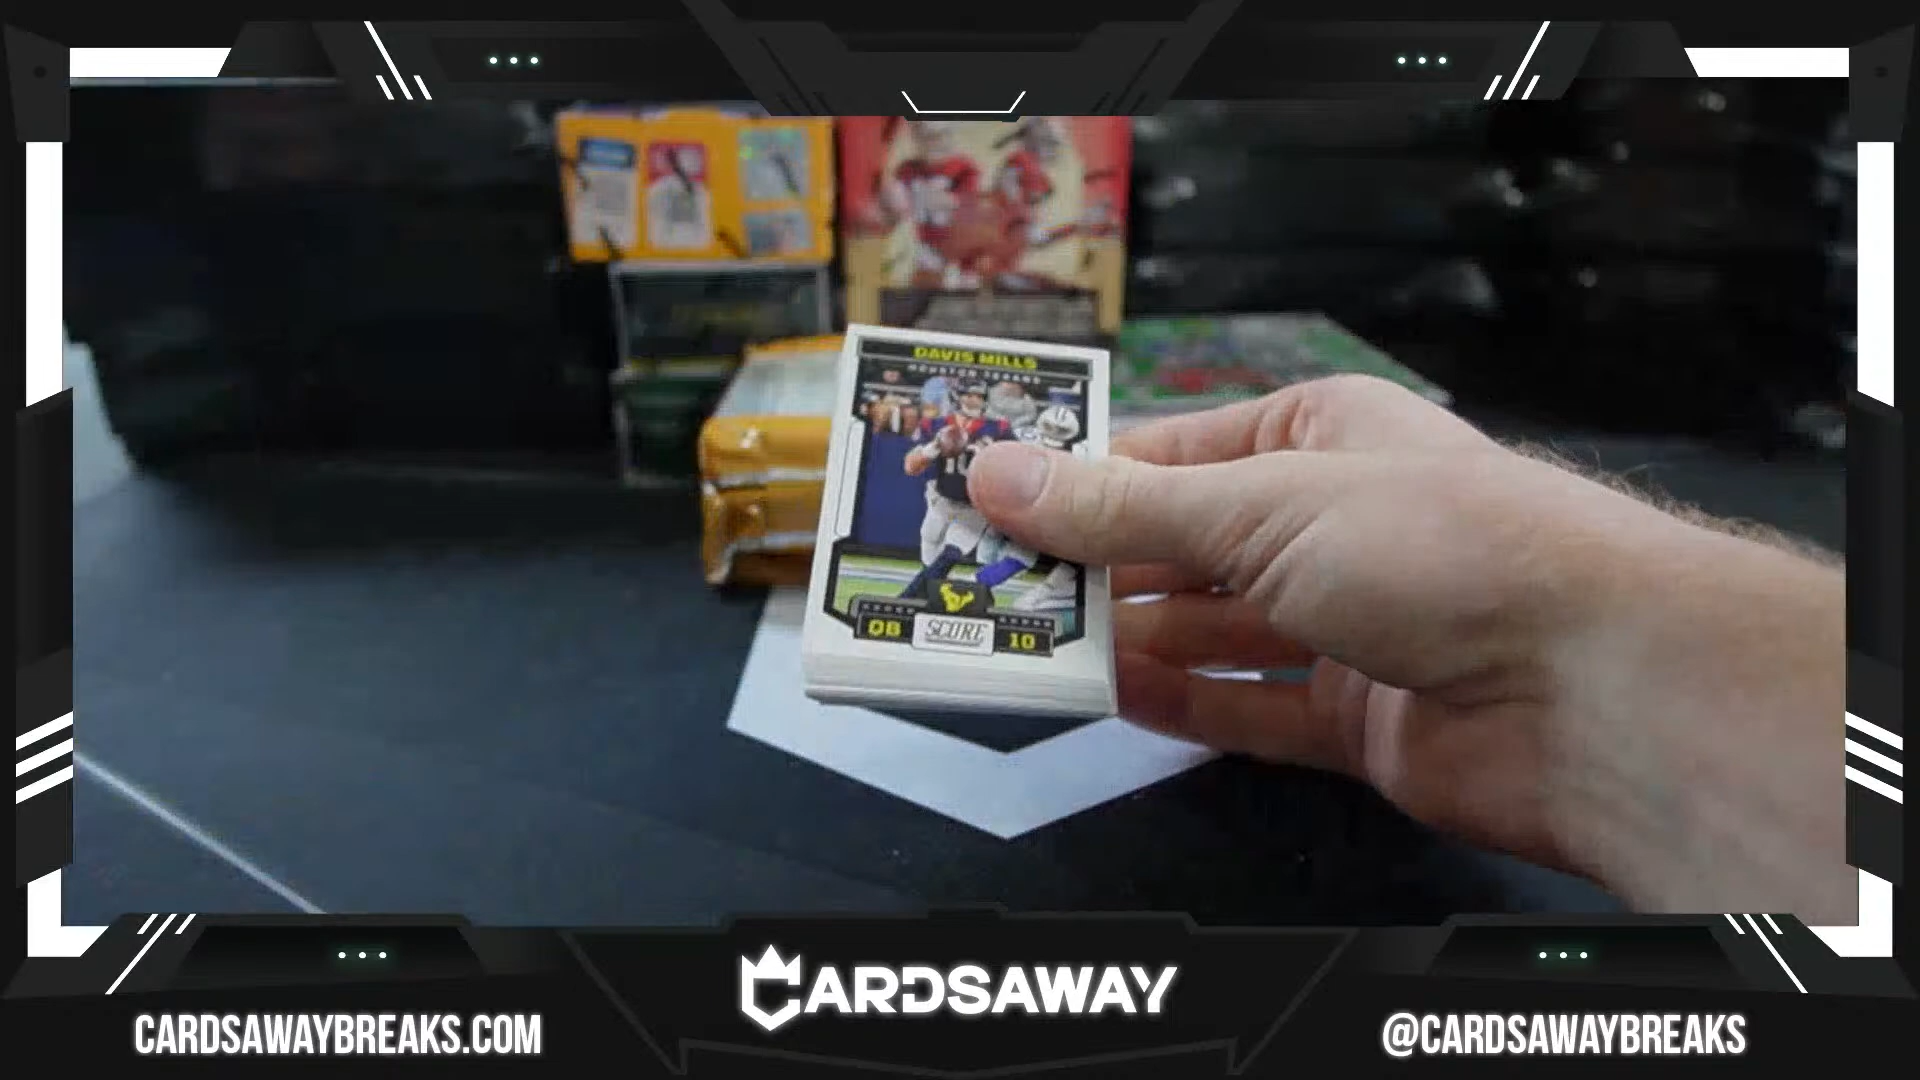 DAVIS MILLS
HOUSTON TEXANS
QB
SCORE
10
CARDSAWAY
CARDSAWAYBREAKS.COM
@CARDSAWAYBREAKS